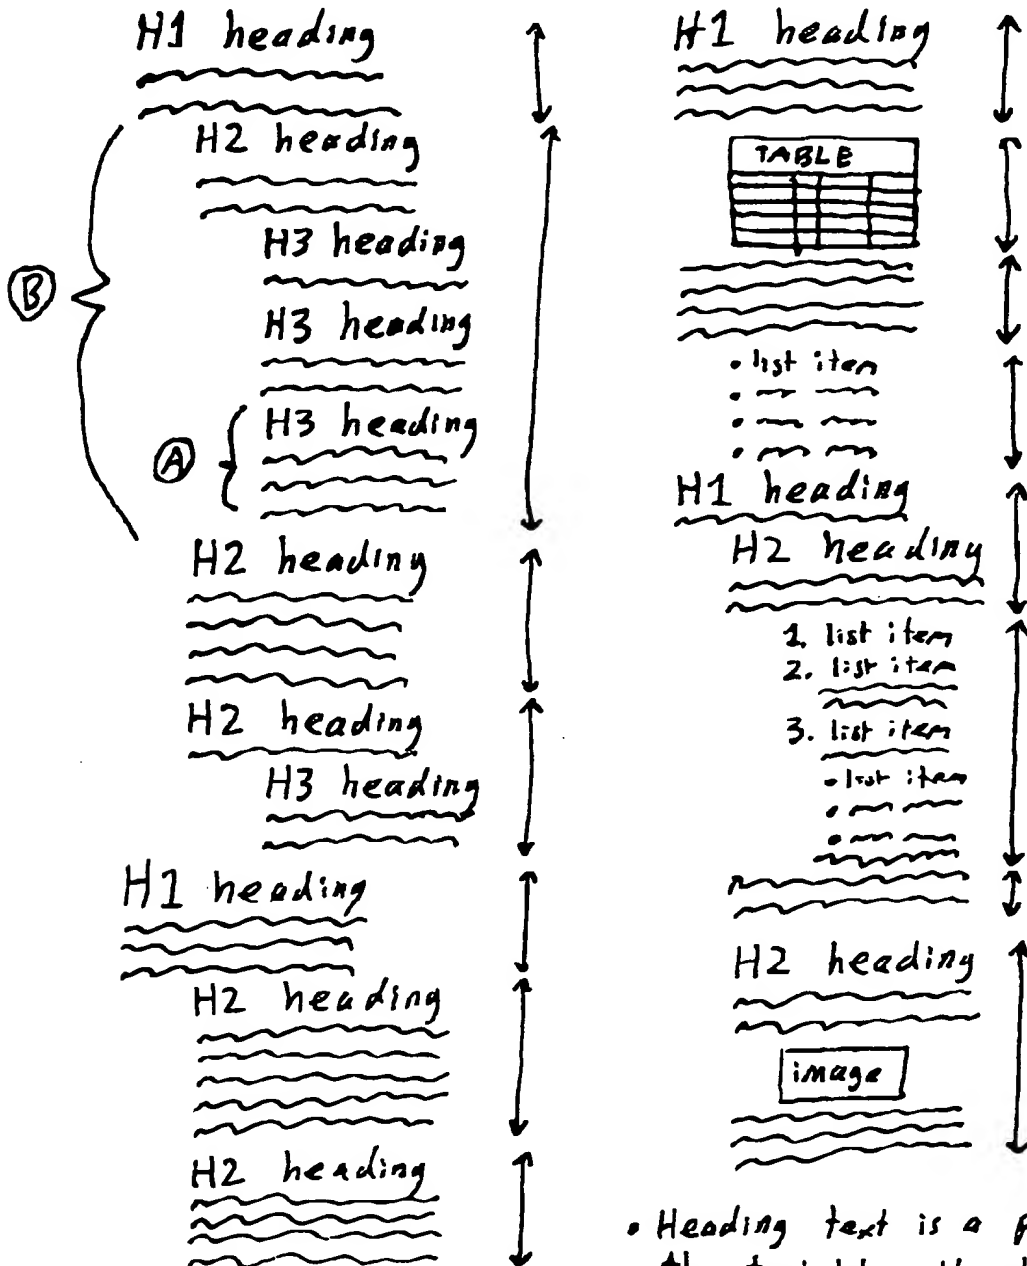 H1 heading
H2 heading
H3 heading
H3 heading
H3 heading
B
A
H2 heading
H2 heading
H3 heading
H1 heading
H2 heading
H2 heading
H1 heading
TABLE
• list item
•
•
•
H1 heading
H2 heading
1. list item
2. list item
3. list item
• list item
•
•
H2 heading
image
• Heading text is a